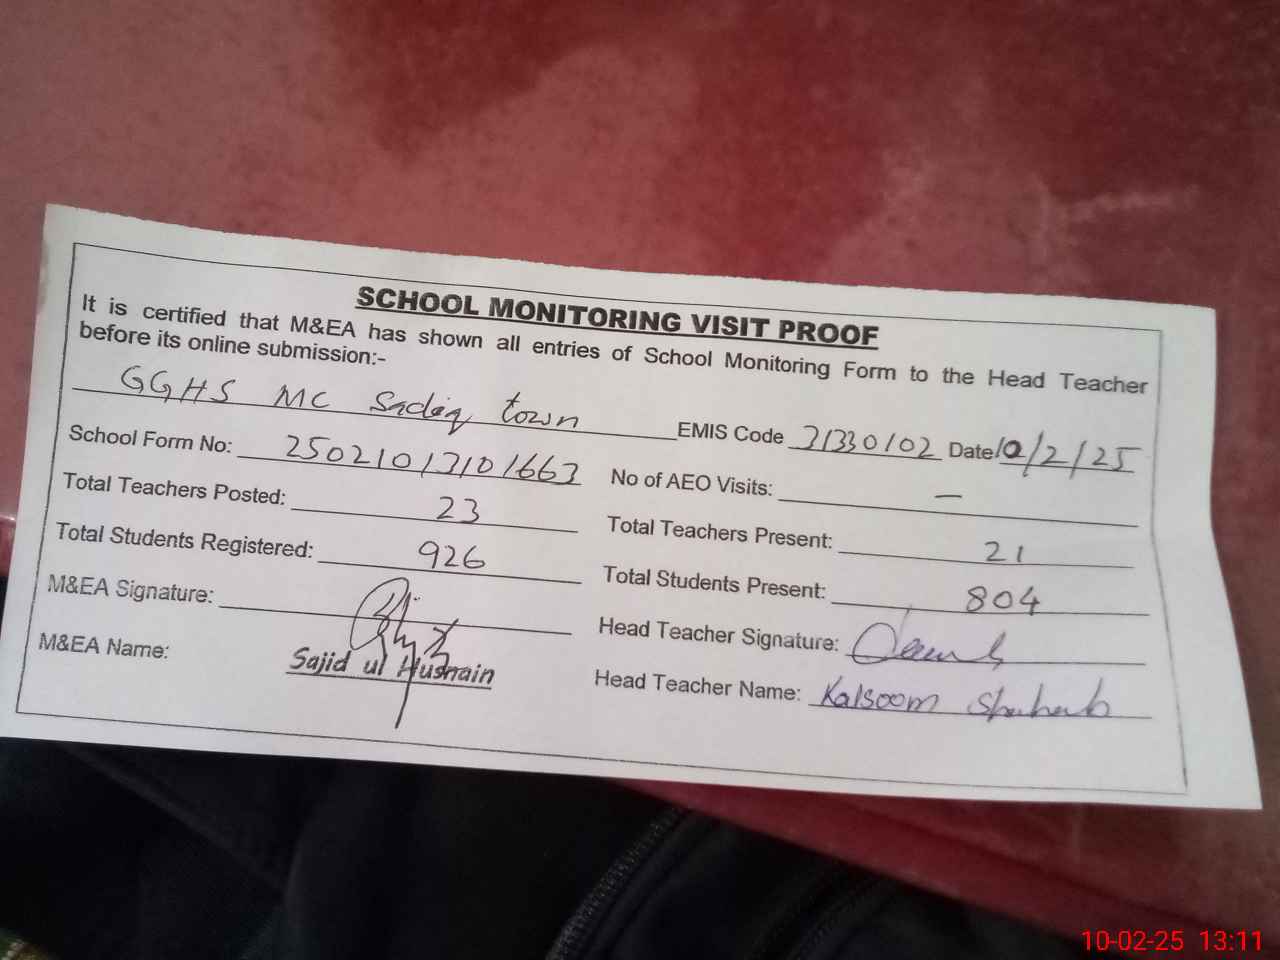 SCHOOL MONITORING VISIT PROOF
It is certified that M&EA has shown all entries of School Monitoring Form to the Head Teacher
before its online submission:-
GGHS MC Sadiq town EMIS Code 31330102 Date 10/2/25
School Form No: 25021013101663 No of AEO Visits: —
Total Teachers Posted: 23 Total Teachers Present: 21
Total Students Registered: 926 Total Students Present: 804
M&EA Signature: Head Teacher Signature:
M&EA Name: Sajid ul Husnain Head Teacher Name: Kalsoom
10-02-25 13:11